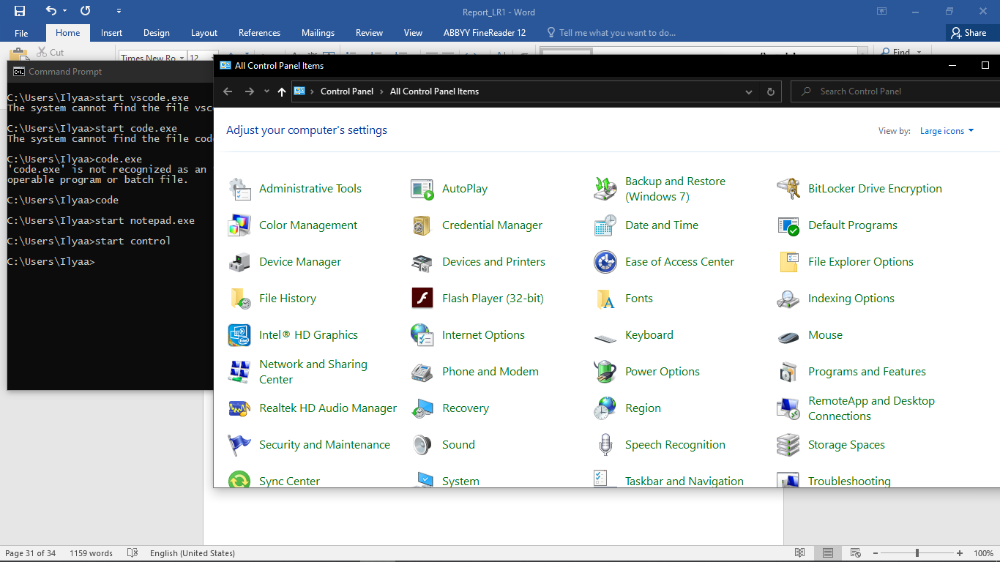 Report_LR1 - Word
File Home Insert Design Layout References Mailings Review View ABBYY FineReader 12 Tell me what you want to do... Share
Cut
Times New Ro 12
Find
Command Prompt
C:\Users\Ilyaa>start vscode.exe
The system cannot find the file vsc
C:\Users\Ilyaa>start code.exe
The system cannot find the file cod
C:\Users\Ilyaa>code.exe
'code.exe' is not recognized as an
operable program or batch file.
C:\Users\Ilyaa>code
C:\Users\Ilyaa>start notepad.exe
C:\Users\Ilyaa>start control
C:\Users\Ilyaa>
All Control Panel Items
Control Panel All Control Panel Items
Search Control Panel
Adjust your computer's settings
View by: Large icons
Administrative Tools
AutoPlay
Backup and Restore
(Windows 7)
BitLocker Drive Encryption
Color Management
Credential Manager
Date and Time
Default Programs
Device Manager
Devices and Printers
Ease of Access Center
File Explorer Options
File History
Flash Player (32-bit)
Fonts
Indexing Options
Intel® HD Graphics
Internet Options
Keyboard
Mouse
Network and Sharing
Center
Phone and Modem
Power Options
Programs and Features
Realtek HD Audio Manager
Recovery
Region
RemoteApp and Desktop
Connections
Security and Maintenance
Sound
Speech Recognition
Storage Spaces
Sync Center
System
Taskbar and Navigation
Troubleshooting
Page 31 of 34 1159 words English (United States) 100%